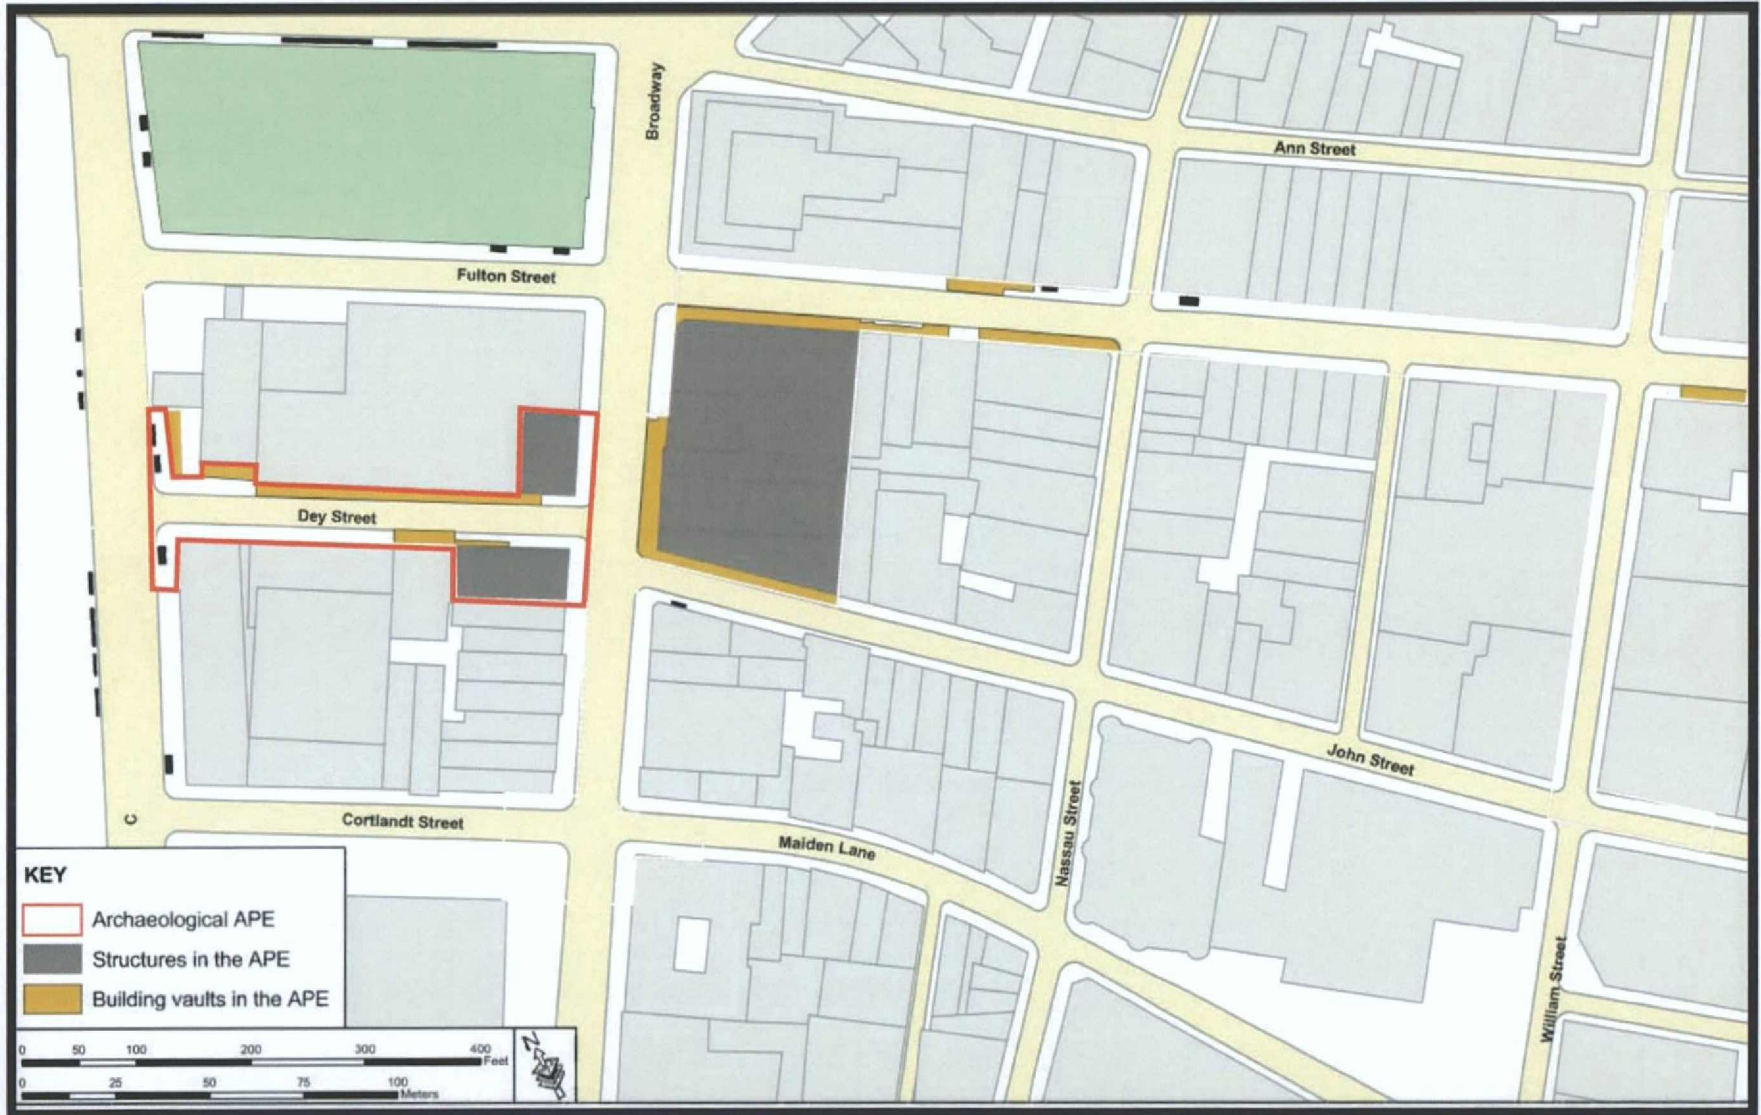 Broadway
Ann Street
Fulton Street
Dey Street
John Street
Cortlandt Street
Maiden Lane
Nassau Street
William Street
C
KEY
Archaeological APE
Structures in the APE
Building vaults in the APE
0 50 100 200 300 400
Feet
0 25 50 75 100
Meters
N